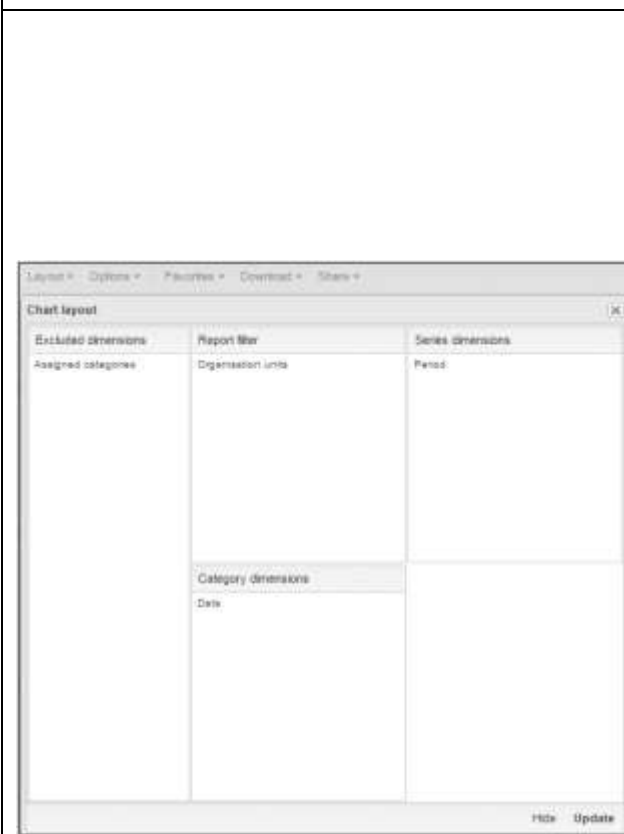 Layout Options Favorites Download Share
Chart layout
Excluded dimensions Report filter Series dimensions
Assigned categories Organisation units Period
Category dimensions
Data
Hide Update